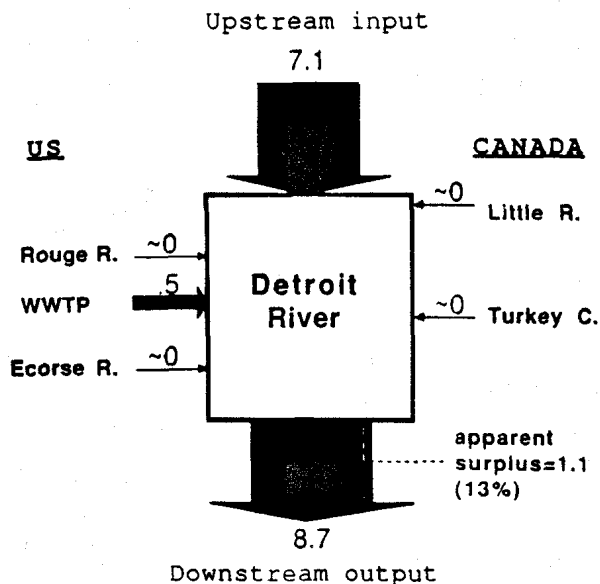 Upstream input
7.1
US
CANADA
~0
Little R.
Rouge R.
~0
WWTP
.5
Detroit
River
~0
Turkey C.
Ecorse R.
~0
apparent
surplus=1.1
(13%)
8.7
Downstream output